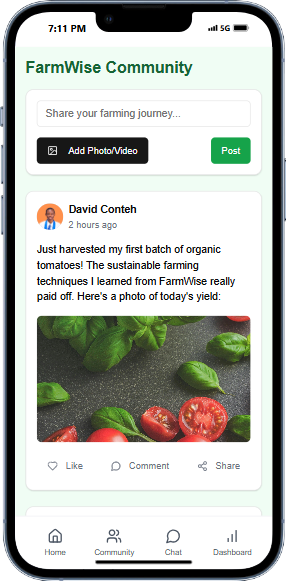 7:11 PM
5G
FarmWise Community
Share your farming journey...
Add Photo/Video
Post
David Conteh
2 hours ago
Just harvested my first batch of organic
tomatoes! The sustainable farming
techniques I learned from FarmWise really
paid off. Here's a photo of today's yield:
Like
Comment
Share
Home
Community
Chat
Dashboard